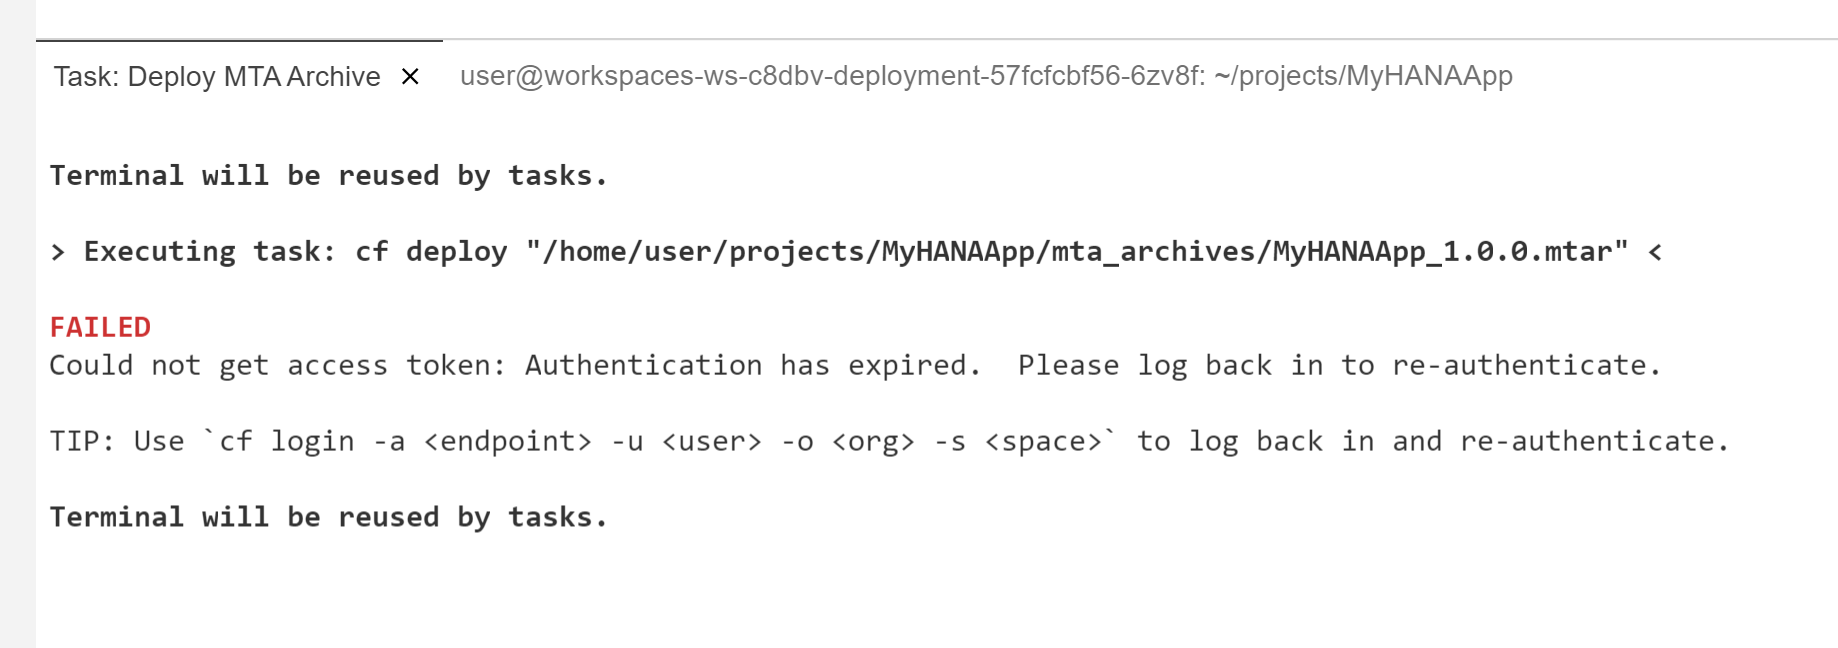 Task: Deploy MTA Archive × user@workspaces-ws-c8dbv-deployment-57fcfcbf56-6zv8f: ~/projects/MyHANAApp
Terminal will be reused by tasks.
> Executing task: cf deploy "/home/user/projects/MyHANAApp/mta_archives/MyHANAApp_1.0.0.mtar" <
FAILED
Could not get access token: Authentication has expired.  Please log back in to re-authenticate.
TIP: Use `cf login -a <endpoint> -u <user> -o <org> -s <space>` to log back in and re-authenticate.
Terminal will be reused by tasks.